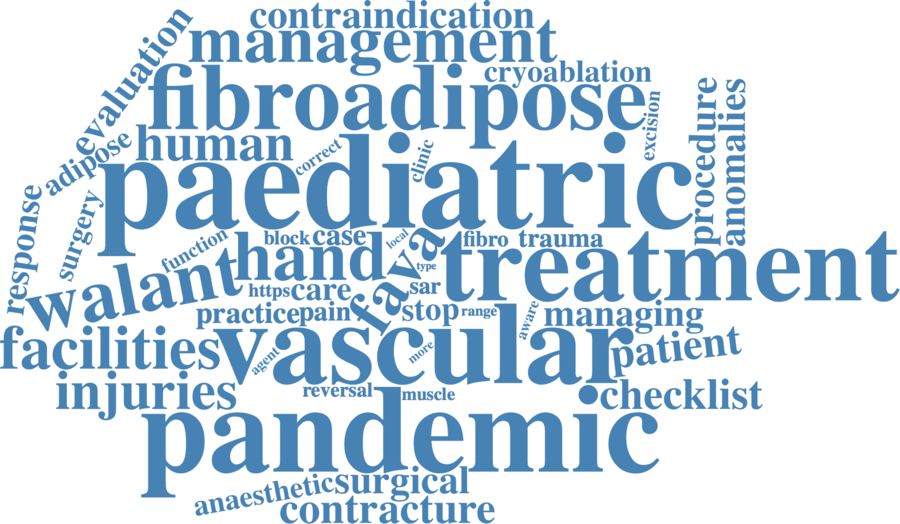 contraindication
management
evaluation
cryoablation
fibroadipose
excision
procedure
anomalies
human
adipose
correct
clinic
paediatric
response
surgery
function
block
case
local
fibro
trauma
hand
fava
type
treatment
walant
https
care
sar
practice
pain
stop
range
aware
managing
facilities
vascular
agent
more
patient
injuries
reversal
muscle
checklist
pandemic
anaesthetic
surgical
contracture